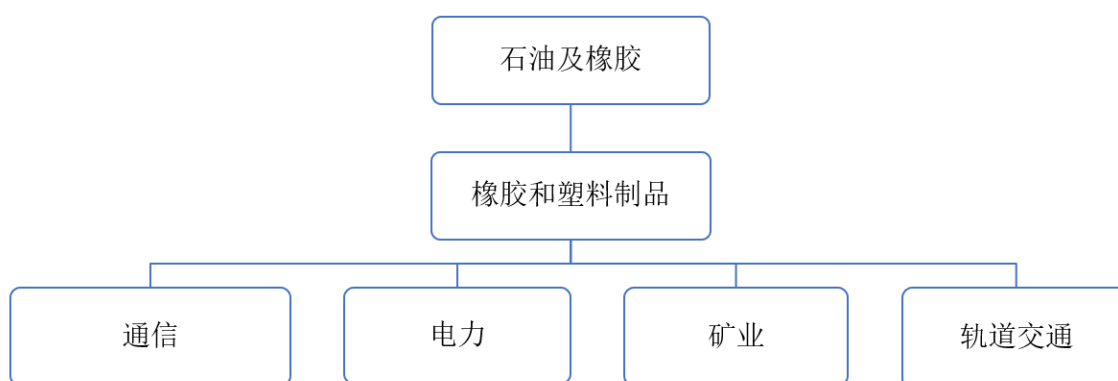 石油及橡胶
橡胶和塑料制品
通信
电力
矿业
轨道交通